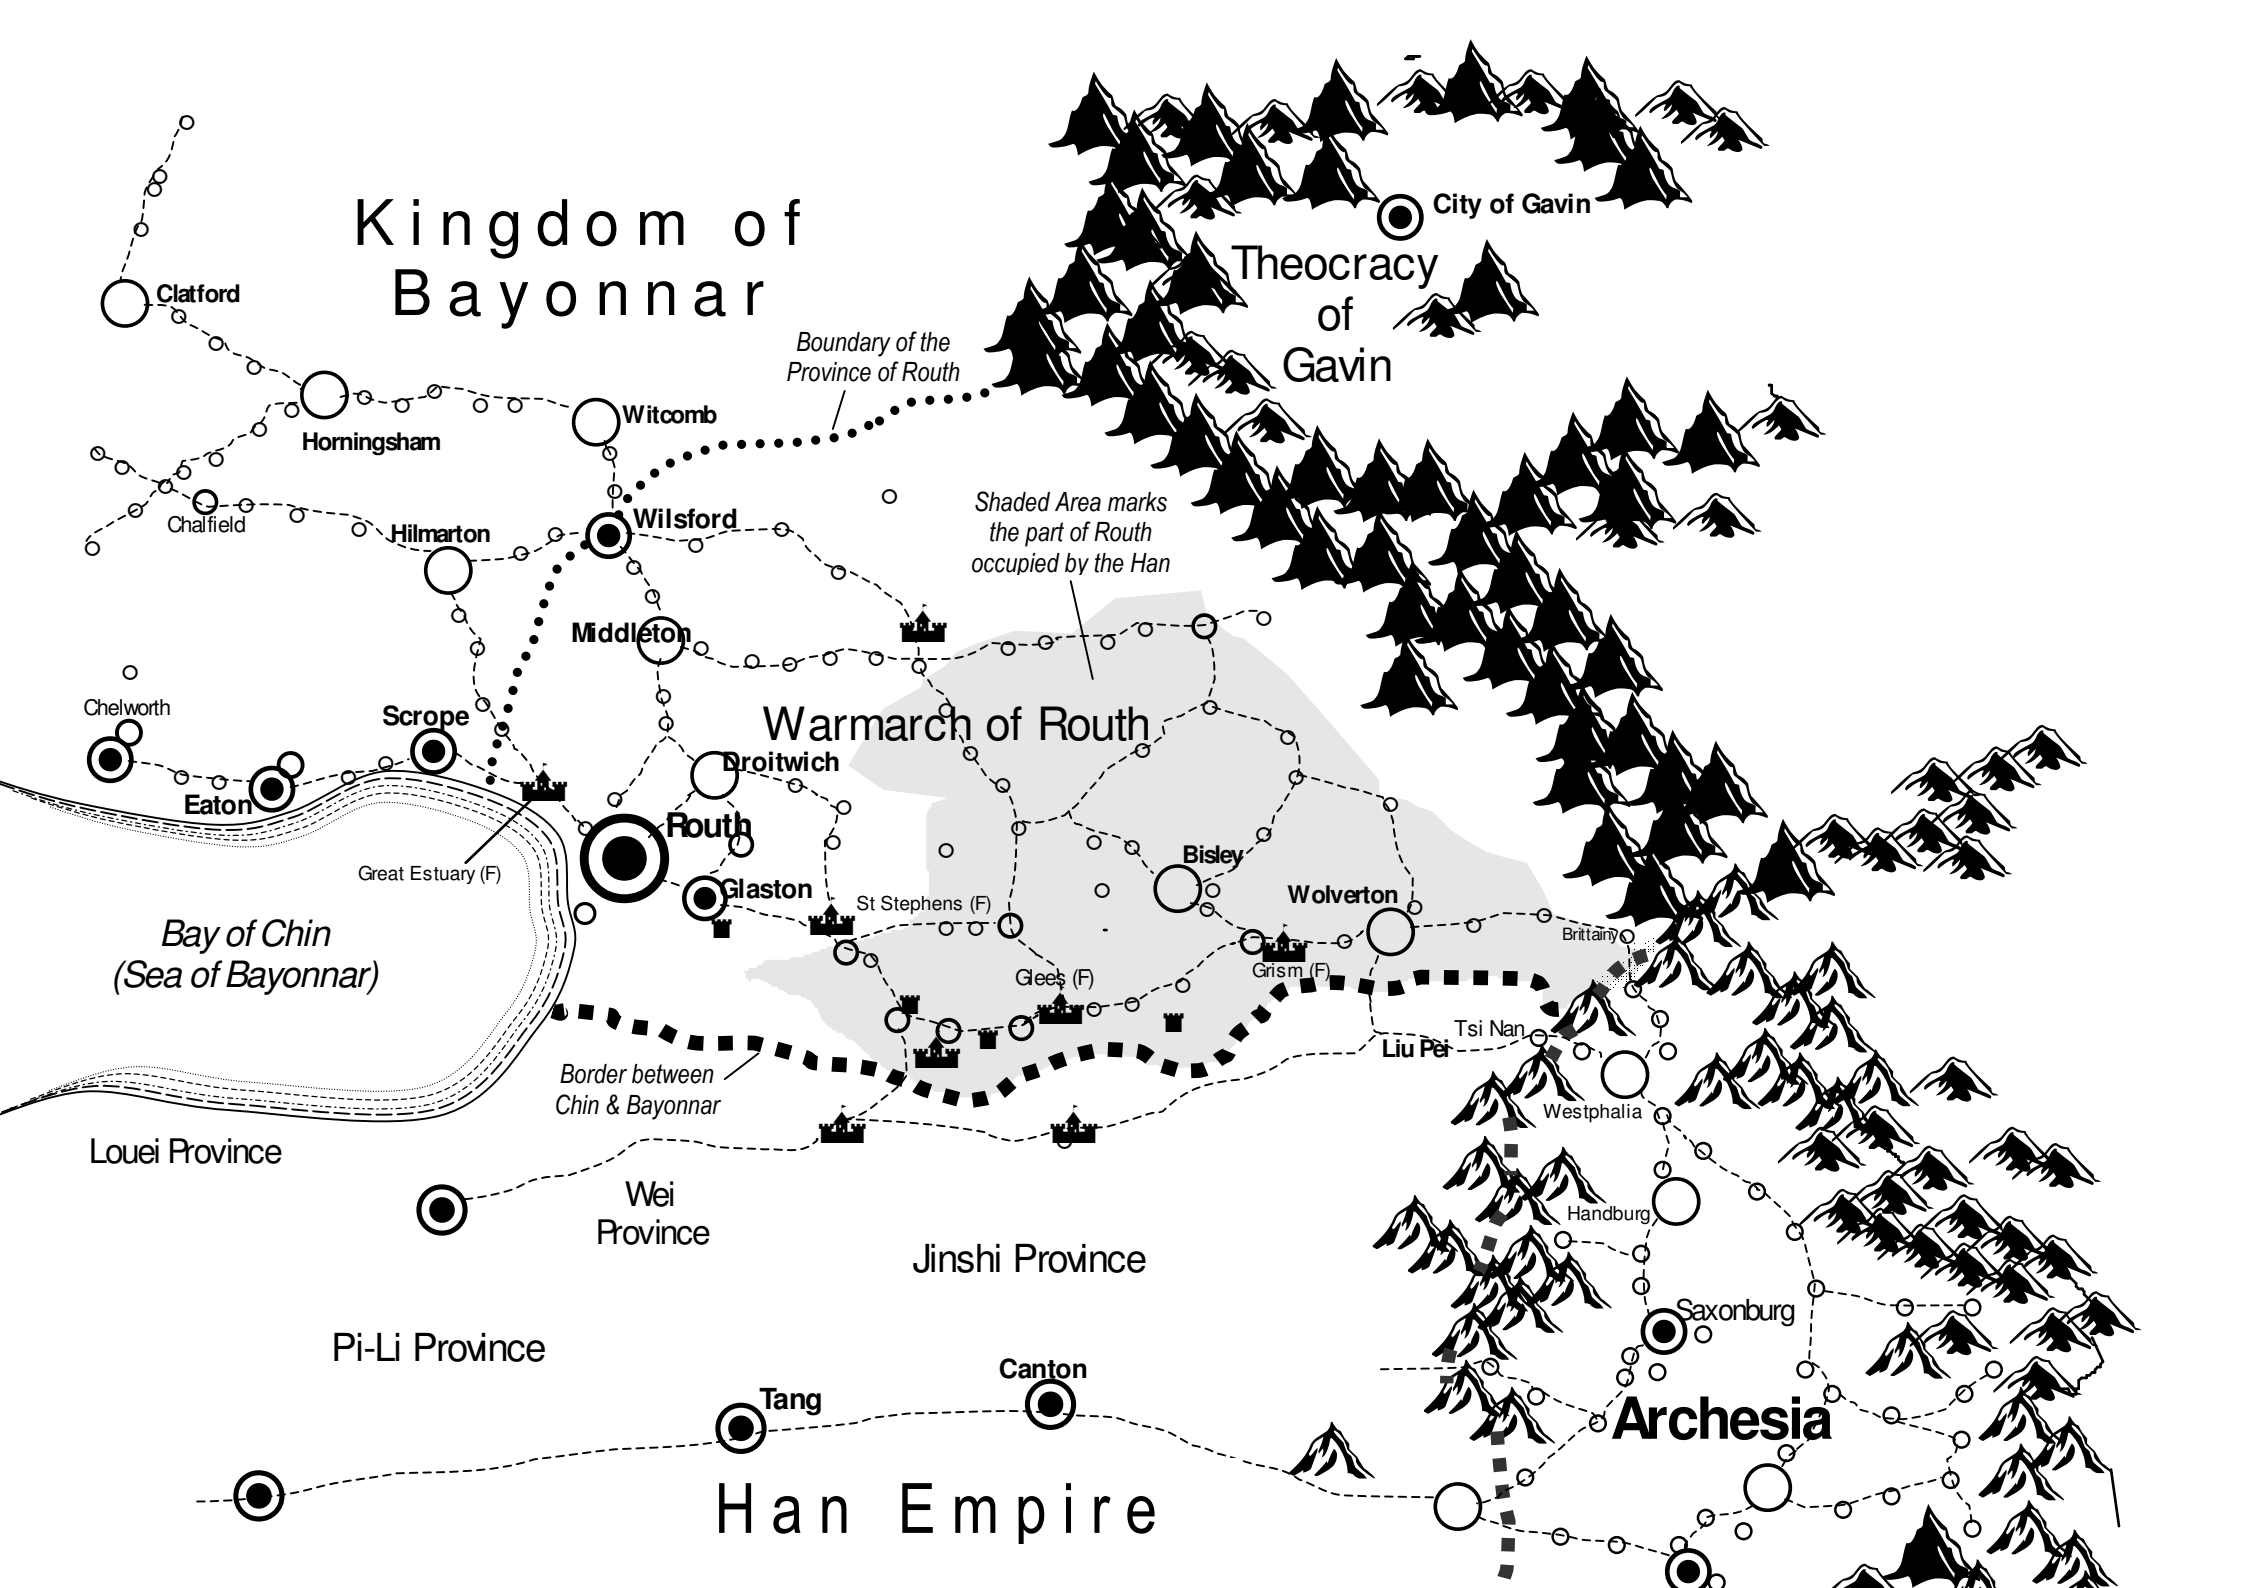 City of Gavin
Kingdom of
Bayonnar
Theocracy
of
Gavin
Clatford
Boundary of the
Province of Routh
Witcomb
Horningsham
Shaded Area marks
the part of Routh
occupied by the Han
Chalfield
Hilmarton
Wilsford
Middleton
Chelworth
Scrope
Warmarch of Routh
Droitwich
Eaton
Routh
Great Estuary (F)
Glaston
St Stephens (F)
Bisley
Wolverton
Brittainy
Bay of Chin
(Sea of Bayonnar)
Glees (F)
Grism (F)
Tsi Nan
Liu Pei
Border between
Chin & Bayonnar
Westphalia
Louei Province
Wei
Province
Handburg
Jinshi Province
Saxonburg
Pi-Li Province
Canton
Tang
Archesia
Han Empire